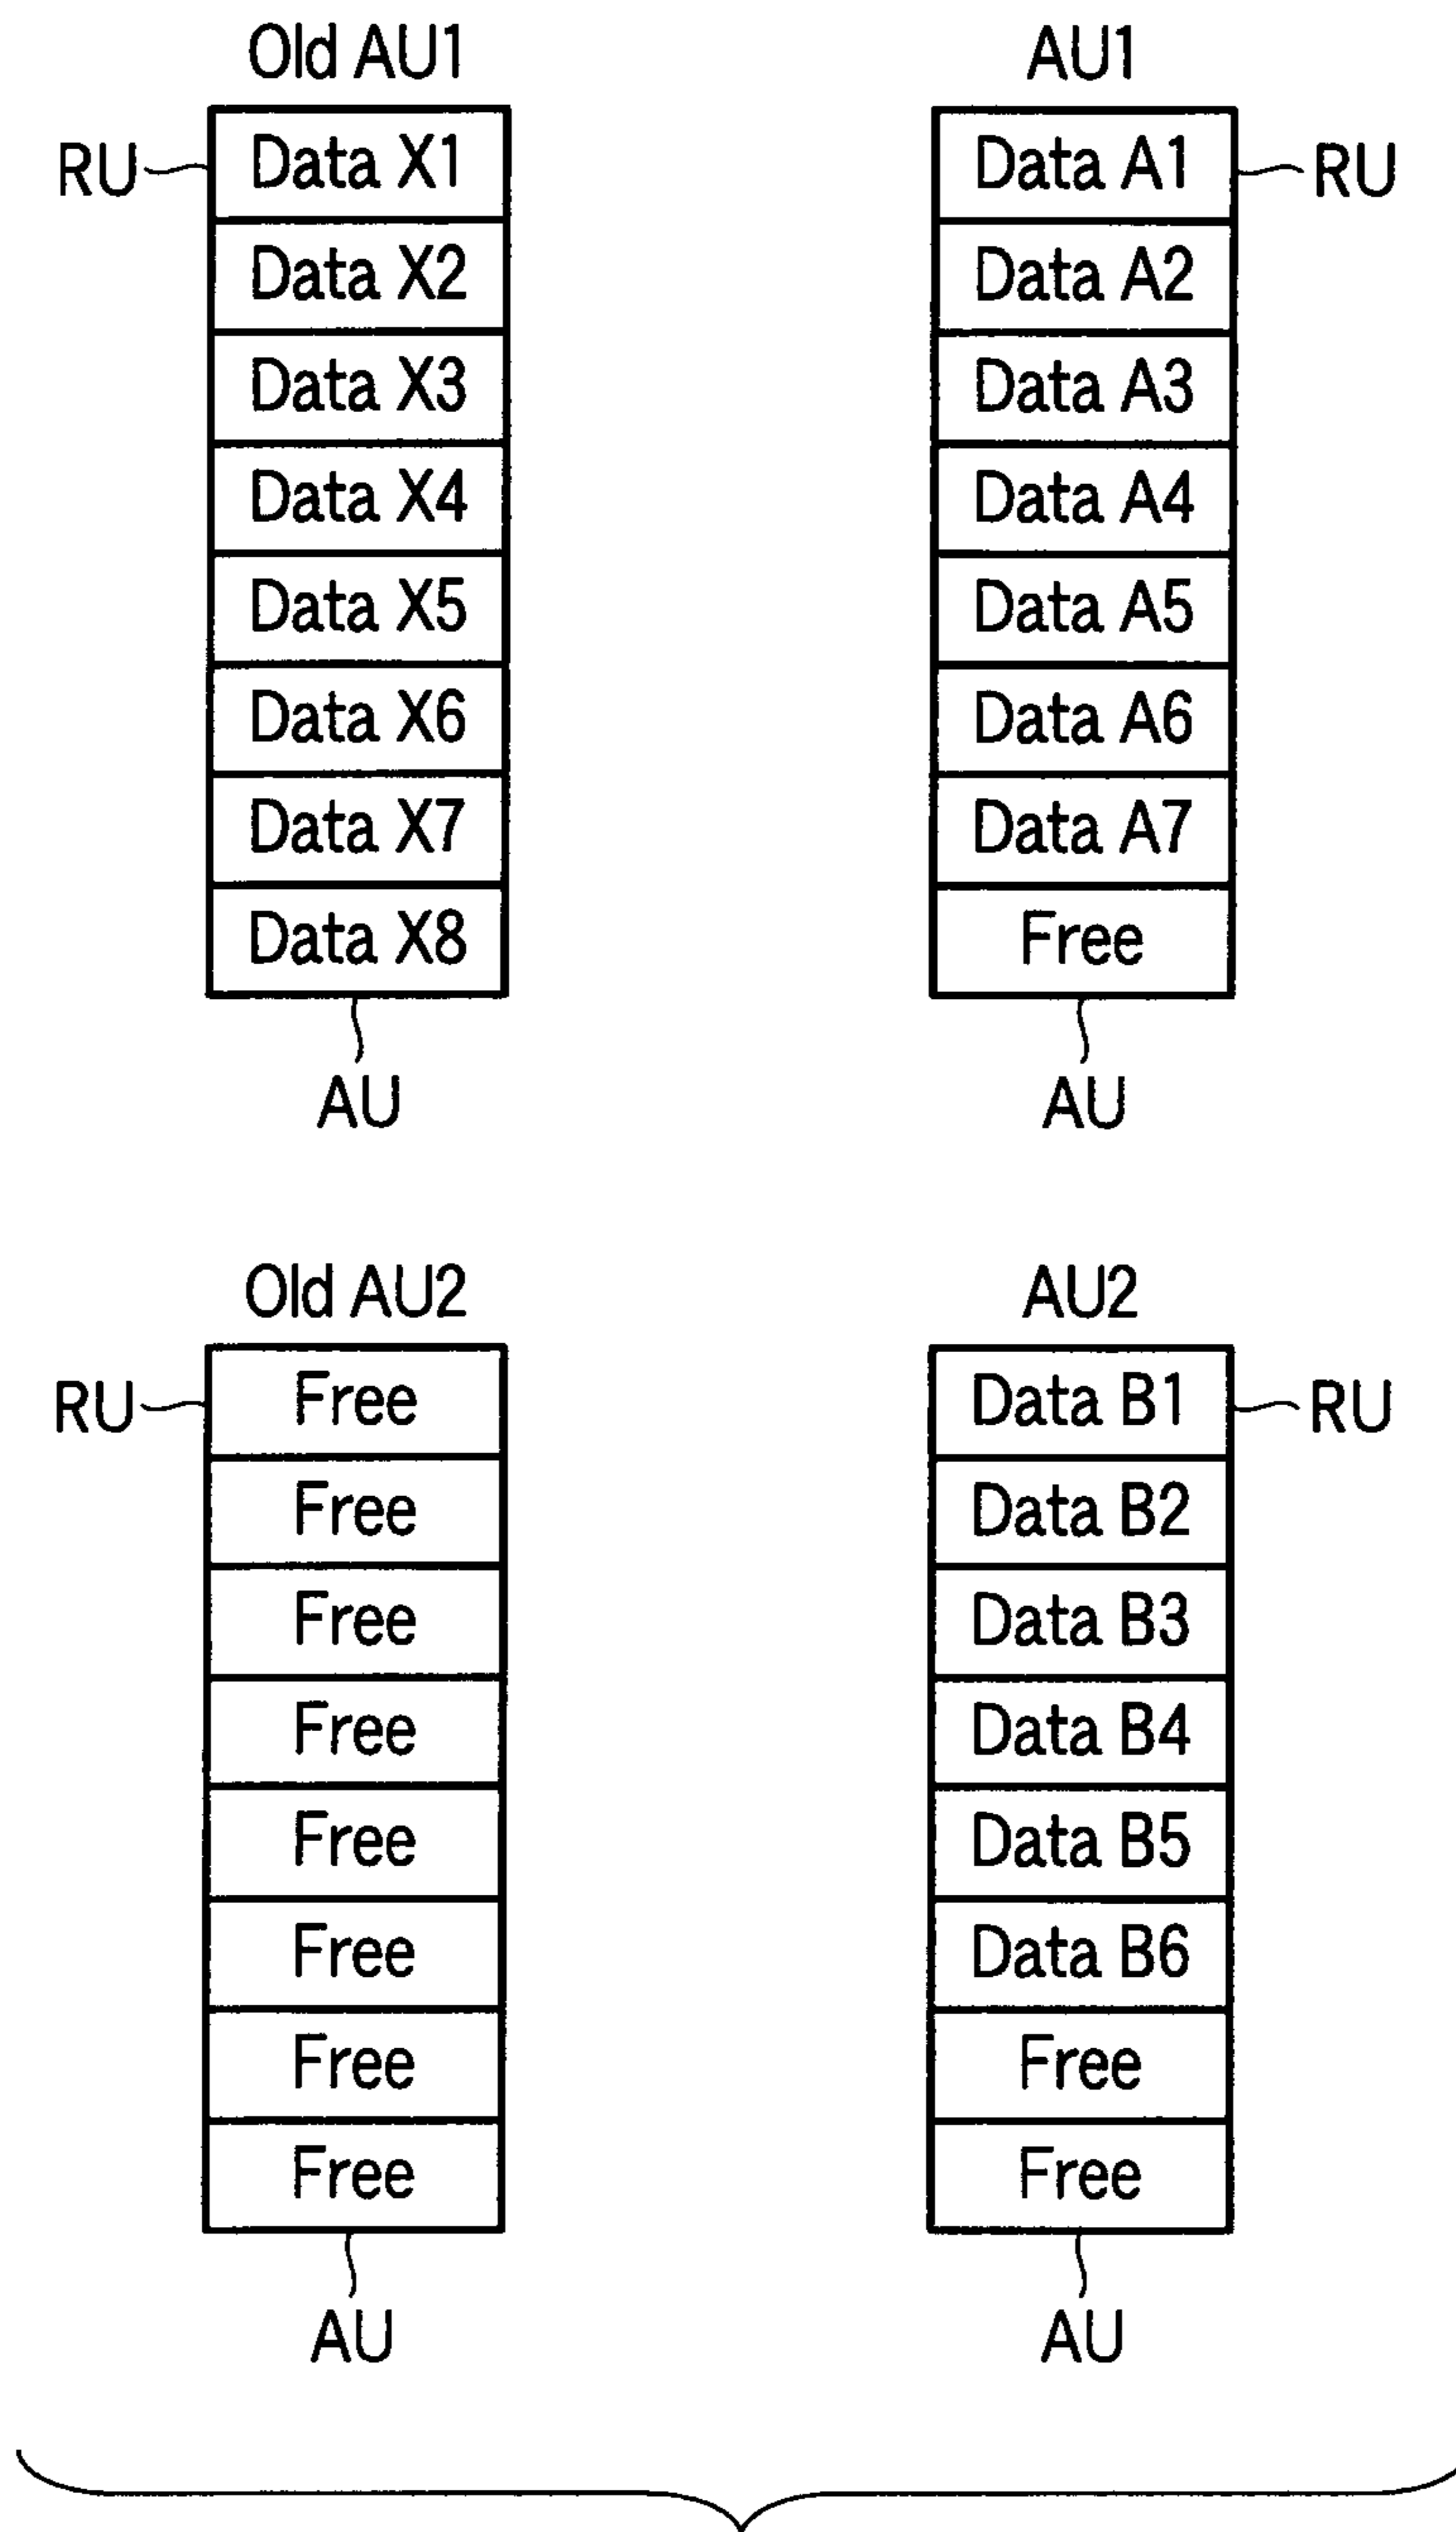 Old AU1
RU
Data X1
Data X2
Data X3
Data X4
Data X5
Data X6
Data X7
Data X8
AU
AU1
Data A1
RU
Data A2
Data A3
Data A4
Data A5
Data A6
Data A7
Free
AU
Old AU2
RU
Free
Free
Free
Free
Free
Free
Free
Free
AU
AU2
Data B1
RU
Data B2
Data B3
Data B4
Data B5
Data B6
Free
Free
AU